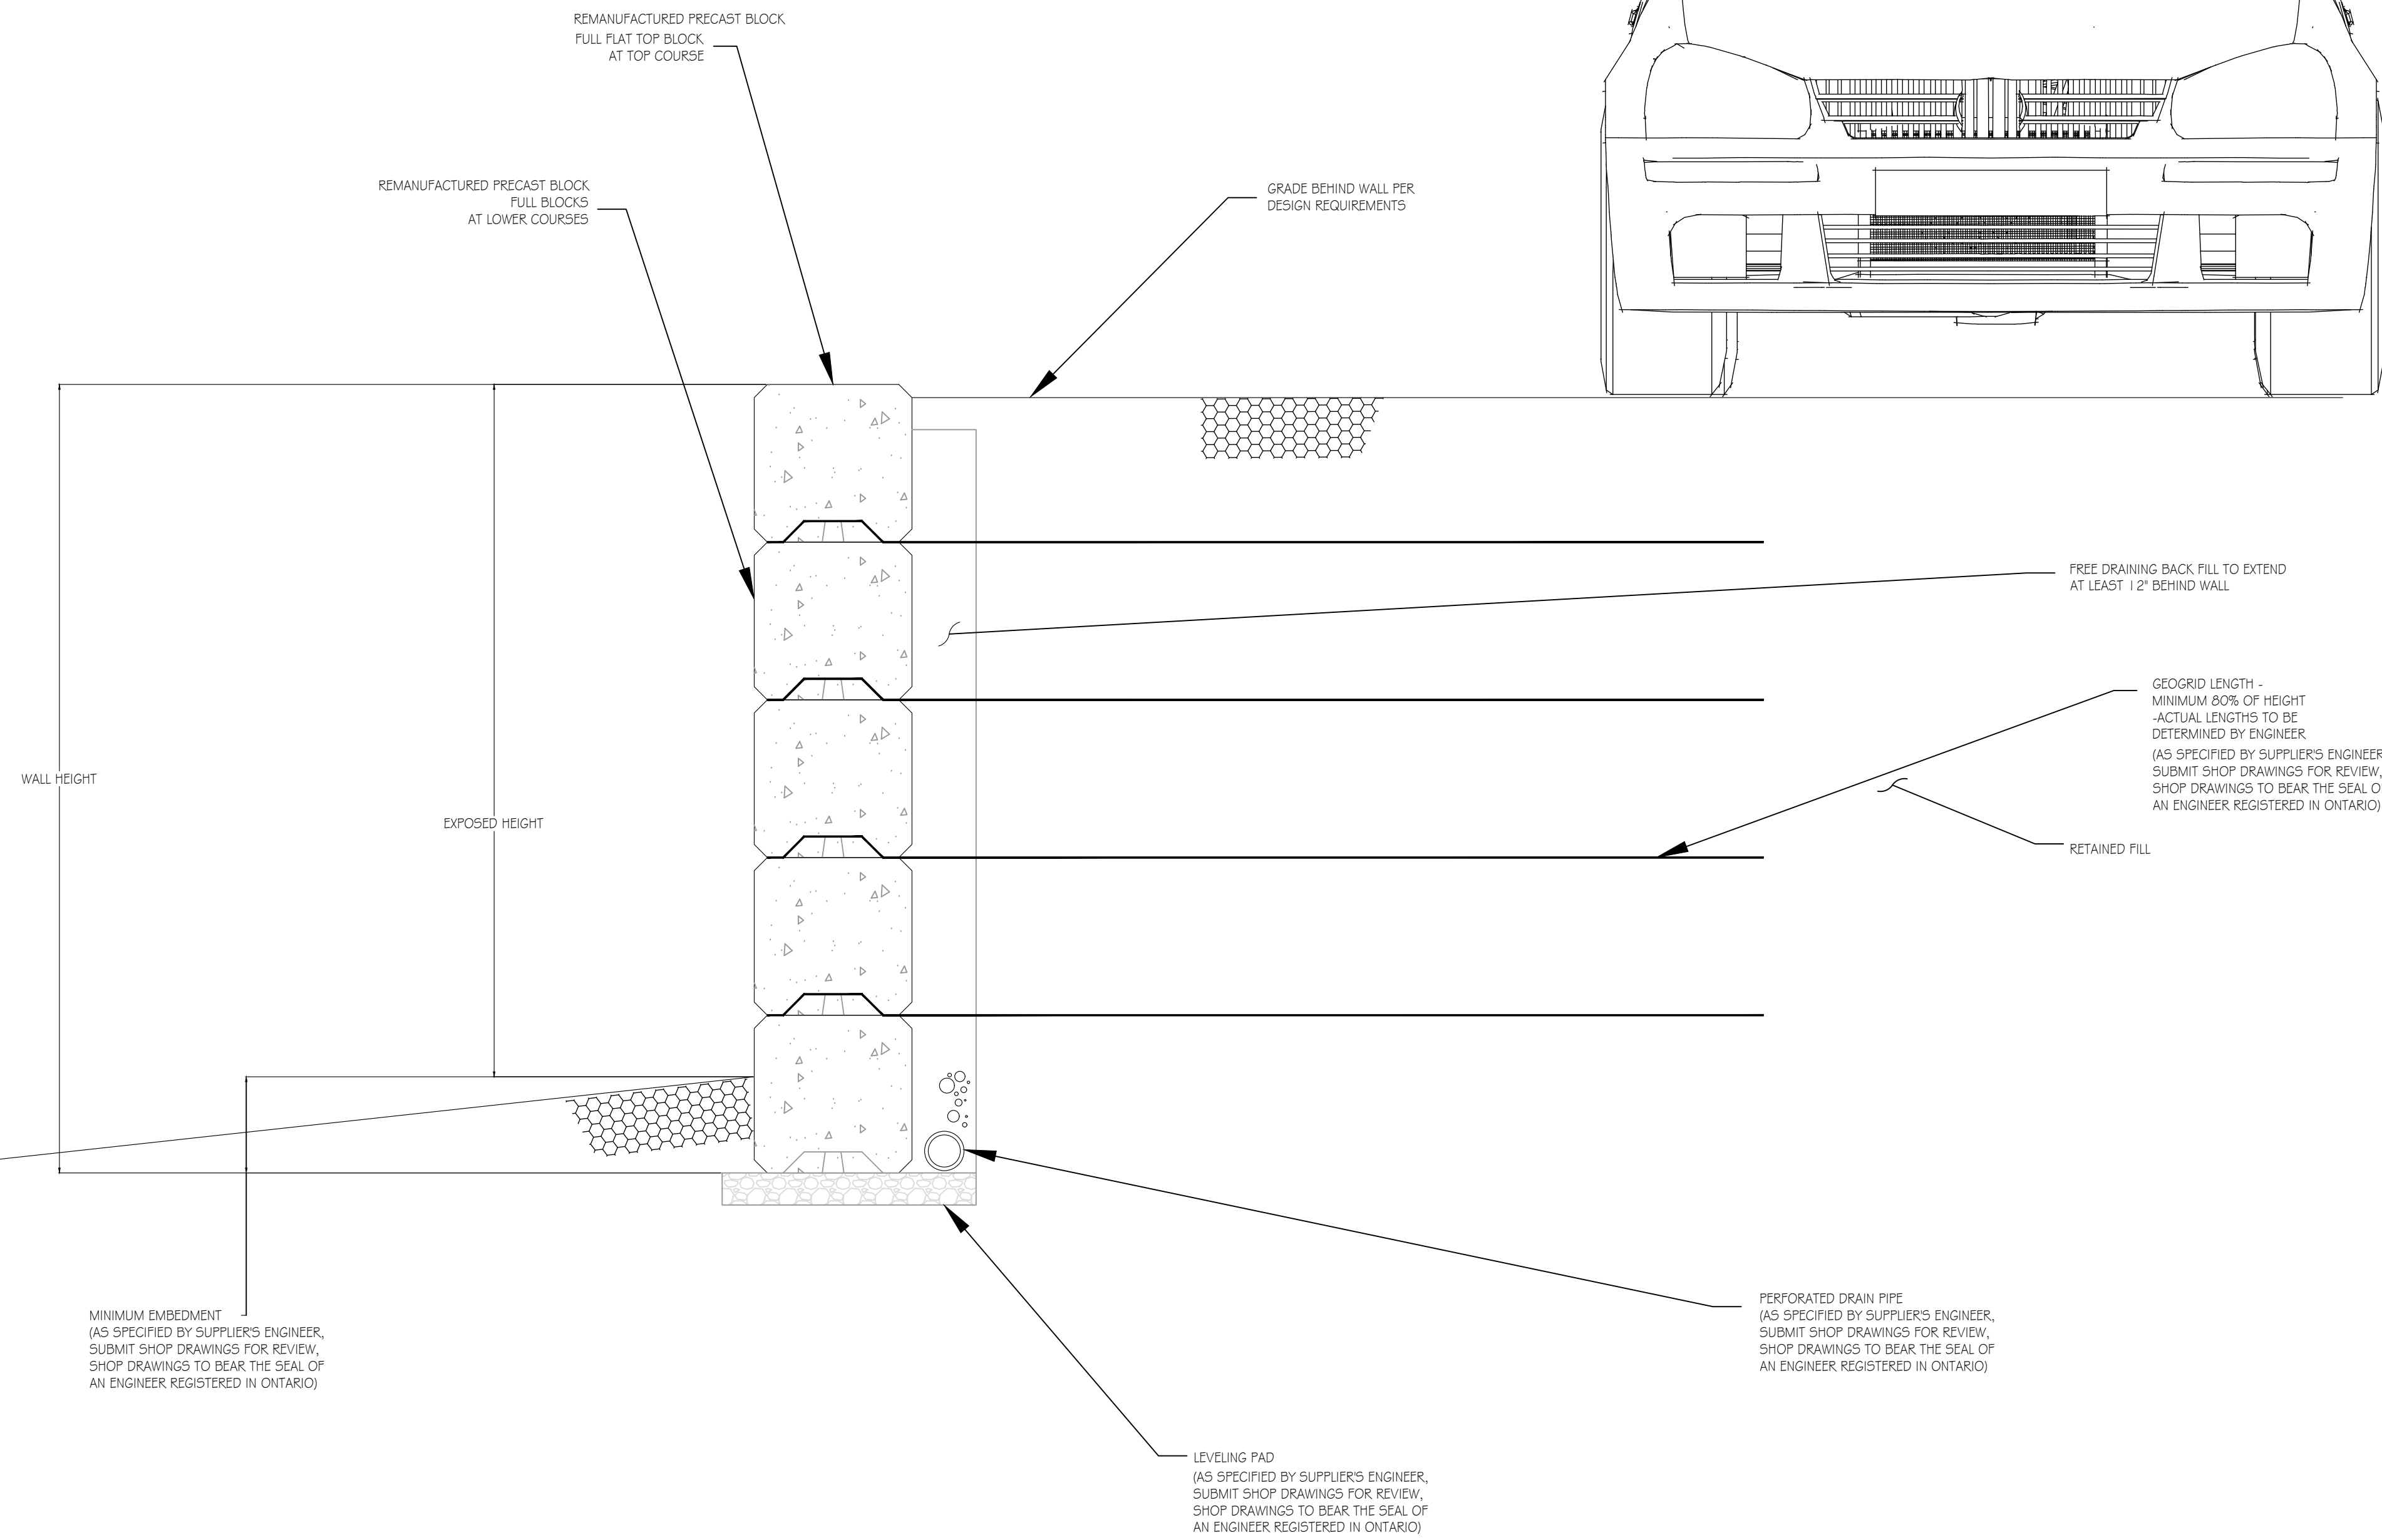 REMANUFACTURED PRECAST BLOCK
FULL FLAT TOP BLOCK
AT TOP COURSE
REMANUFACTURED PRECAST BLOCK
FULL BLOCKS
AT LOWER COURSES
GRADE BEHIND WALL PER
DESIGN REQUIREMENTS
FREE DRAINING BACK FILL TO EXTEND
AT LEAST 12" BEHIND WALL
GEOGRID LENGTH -
MINIMUM 80% OF HEIGHT
-ACTUAL LENGTHS TO BE
DETERMINED BY ENGINEER
(AS SPECIFIED BY SUPPLIER'S ENGINEER
SUBMIT SHOP DRAWINGS FOR REVIEW,
SHOP DRAWINGS TO BEAR THE SEAL O
AN ENGINEER REGISTERED IN ONTARIO)
RETAINED FILL
WALL HEIGHT
EXPOSED HEIGHT
MINIMUM EMBEDMENT
(AS SPECIFIED BY SUPPLIER'S ENGINEER,
SUBMIT SHOP DRAWINGS FOR REVIEW,
SHOP DRAWINGS TO BEAR THE SEAL OF
AN ENGINEER REGISTERED IN ONTARIO)
PERFORATED DRAIN PIPE
(AS SPECIFIED BY SUPPLIER'S ENGINEER,
SUBMIT SHOP DRAWINGS FOR REVIEW,
SHOP DRAWINGS TO BEAR THE SEAL OF
AN ENGINEER REGISTERED IN ONTARIO)
LEVELING PAD
(AS SPECIFIED BY SUPPLIER'S ENGINEER,
SUBMIT SHOP DRAWINGS FOR REVIEW,
SHOP DRAWINGS TO BEAR THE SEAL OF
AN ENGINEER REGISTERED IN ONTARIO)